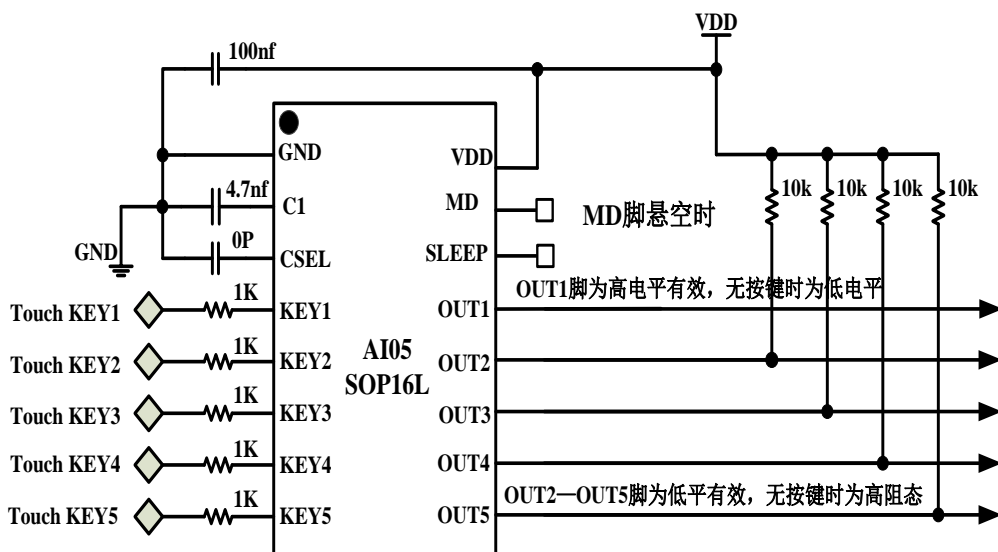 VDD
100nf
GND
VDD
10k
10k
10k
10k
4.7nf
C1
MD
MD脚悬空时
GND
0P
CSEL
SLEEP
OUT1脚为高电平有效，无按键时为低电平
Touch KEY1
1K
KEY1
OUT1
Touch KEY2
1K
KEY2
AI05
SOP16L
OUT2
Touch KEY3
1K
KEY3
OUT3
Touch KEY4
1K
KEY4
OUT4
OUT2—OUT5脚为低平有效，无按键时为高阻态
Touch KEY5
1K
KEY5
OUT5